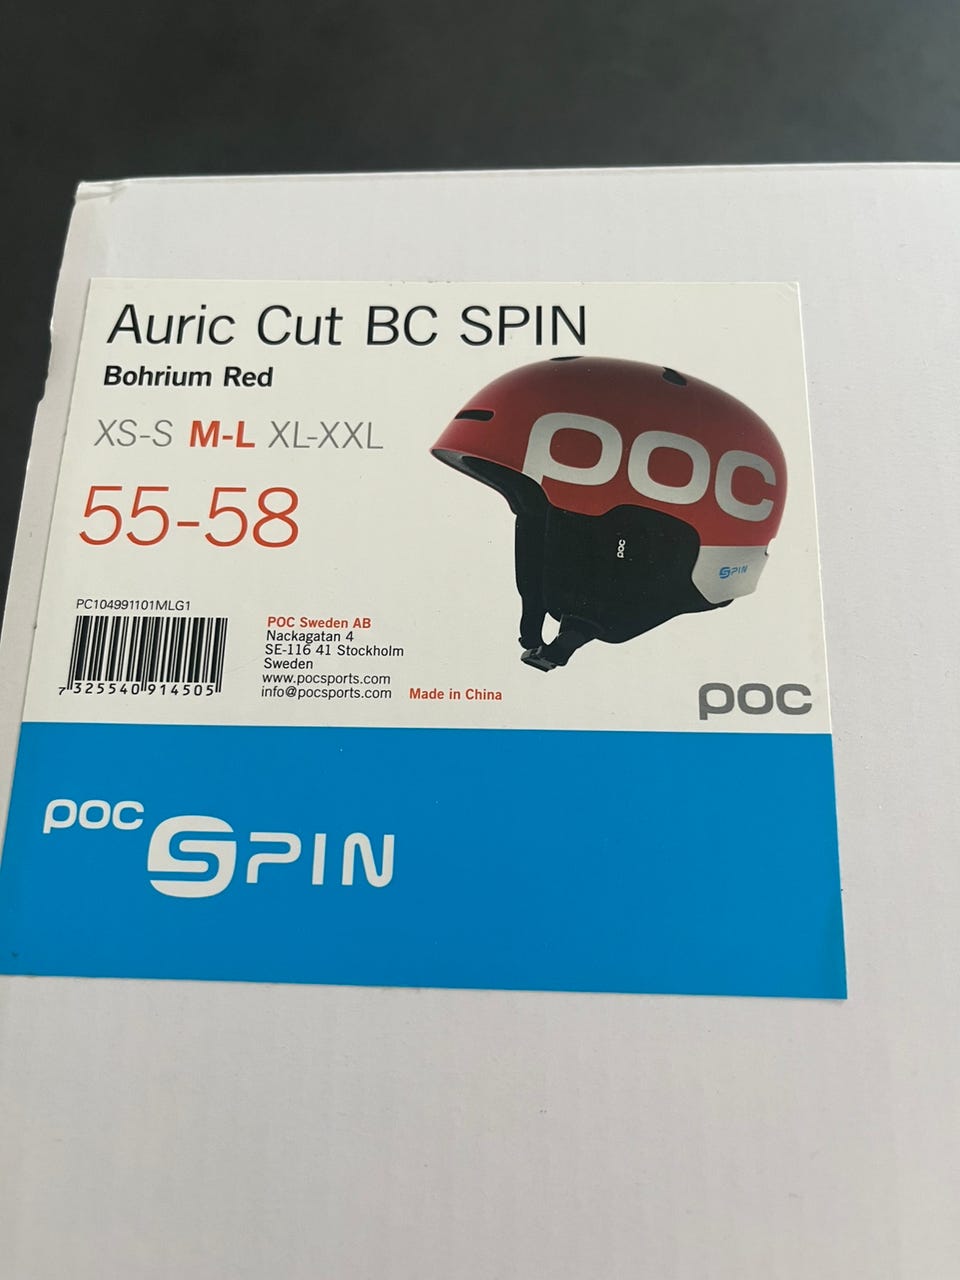 Auric Cut BC SPIN
Bohrium Red
XS-S M-L XL-XXL
55-58
poc
poc
SPIN
PC104991101MLG1
7 325540 914505
POC Sweden AB
Nackagatan 4
SE-116 41 Stockholm
Sweden
www.pocsports.com
info@pocsports.com
Made in China
poc
poc SPIN